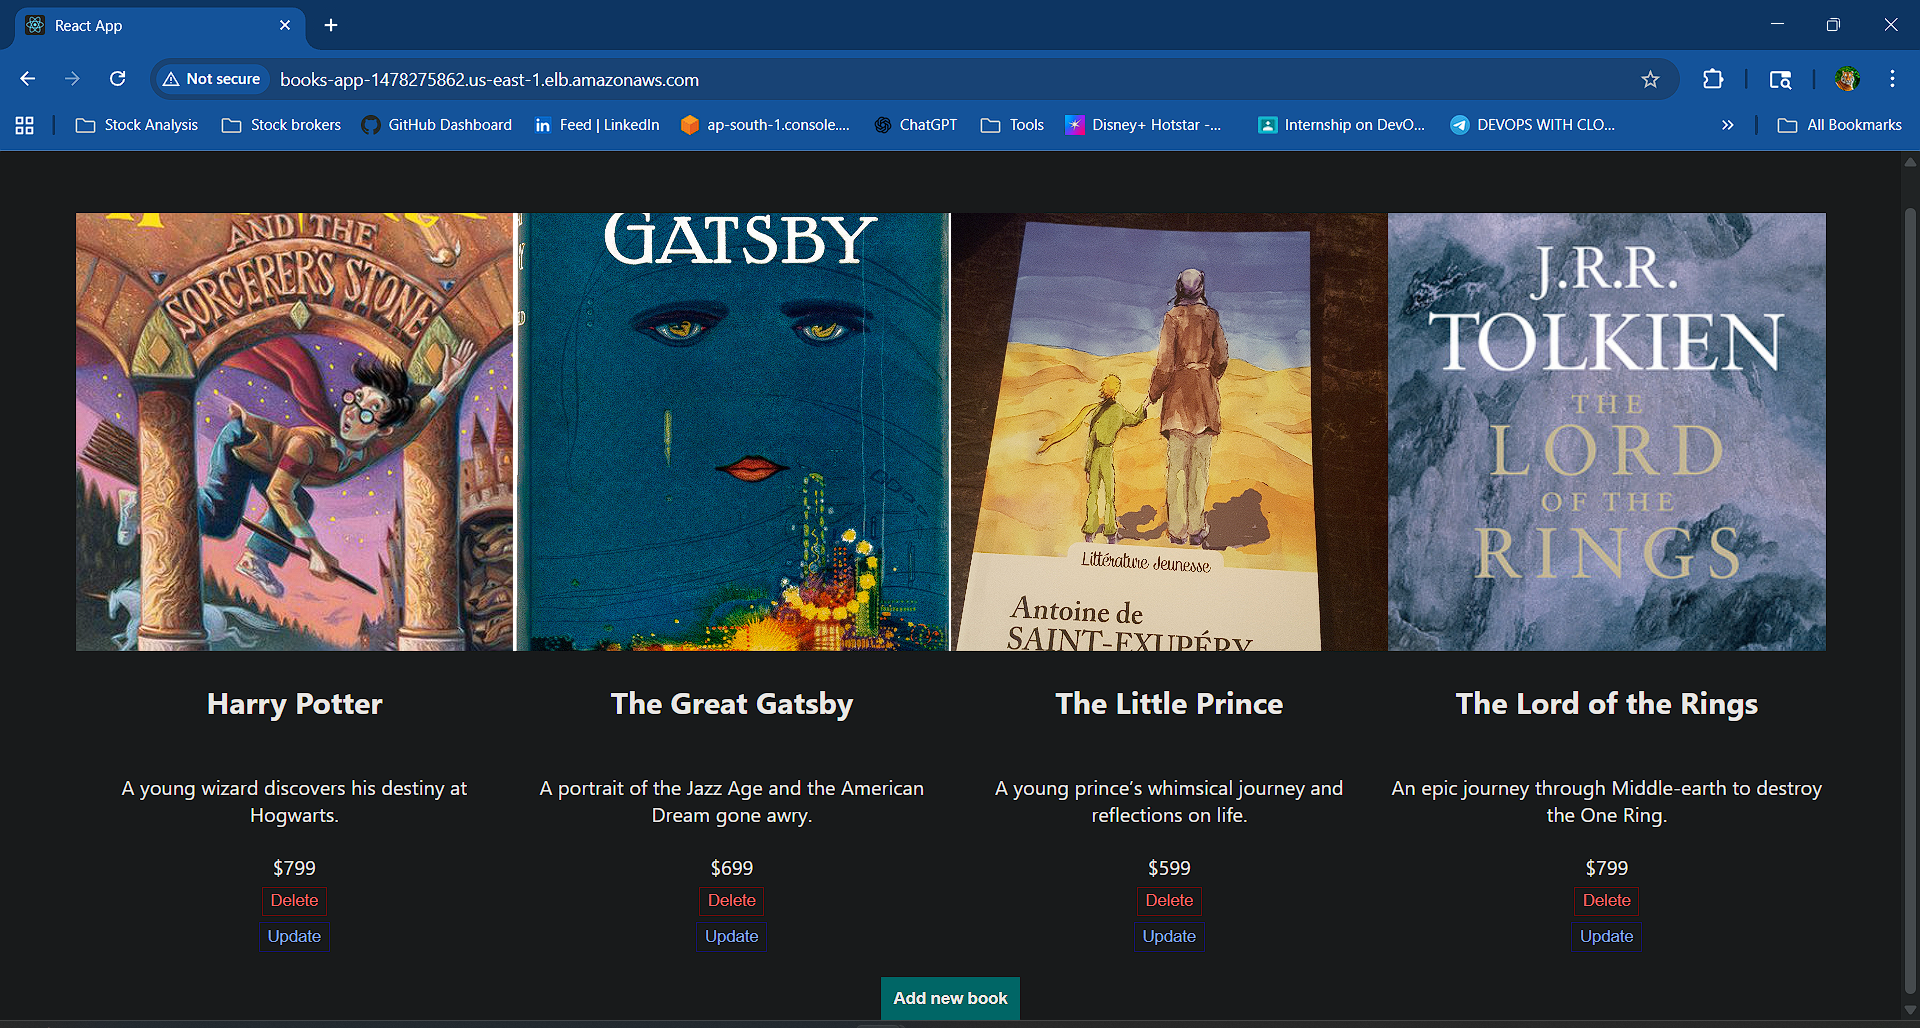 React App
Not secure
books-app-1478275862.us-east-1.elb.amazonaws.com
Stock Analysis
Stock brokers
GitHub Dashboard
Feed | LinkedIn
ap-south-1.console....
ChatGPT
Tools
Disney+ Hotstar -...
Internship on DevO...
DEVOPS WITH CLO...
All Bookmarks
AND THE
SORCERER'S STONE
GATSBY
Littérature Jeunesse
Antoine de
SAINT-EXUPÉRY
J.R.R.
TOLKIEN
THE
LORD
OF THE
RINGS
Harry Potter
The Great Gatsby
The Little Prince
The Lord of the Rings
A young wizard discovers his destiny at
Hogwarts.
A portrait of the Jazz Age and the American
Dream gone awry.
A young prince’s whimsical journey and
reflections on life.
An epic journey through Middle-earth to destroy
the One Ring.
$799
$699
$599
$799
Delete
Delete
Delete
Delete
Update
Update
Update
Update
Add new book